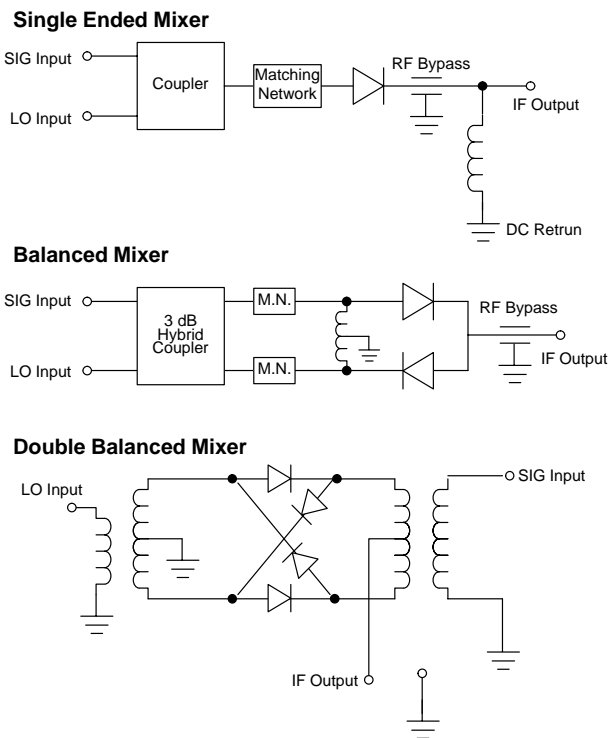 Single Ended Mixer
SIG Input
LO Input
Coupler
Matching
Network
RF Bypass
IF Output
DC Retrun
Balanced Mixer
SIG Input
LO Input
3 dB
Hybrid
Coupler
M.N.
M.N.
RF Bypass
IF Output
Double Balanced Mixer
LO Input
SIG Input
IF Output